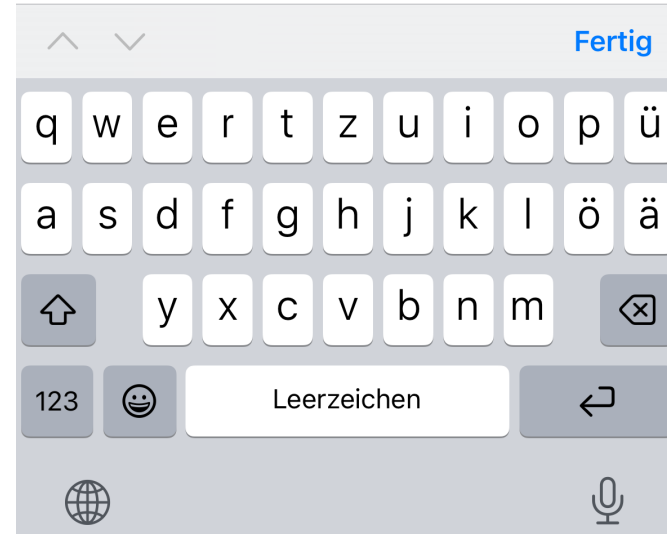 Fertig
q w e r t z u i o p ü
a s d f g h j k l ö ä
y x c v b n m
123 Leerzeichen